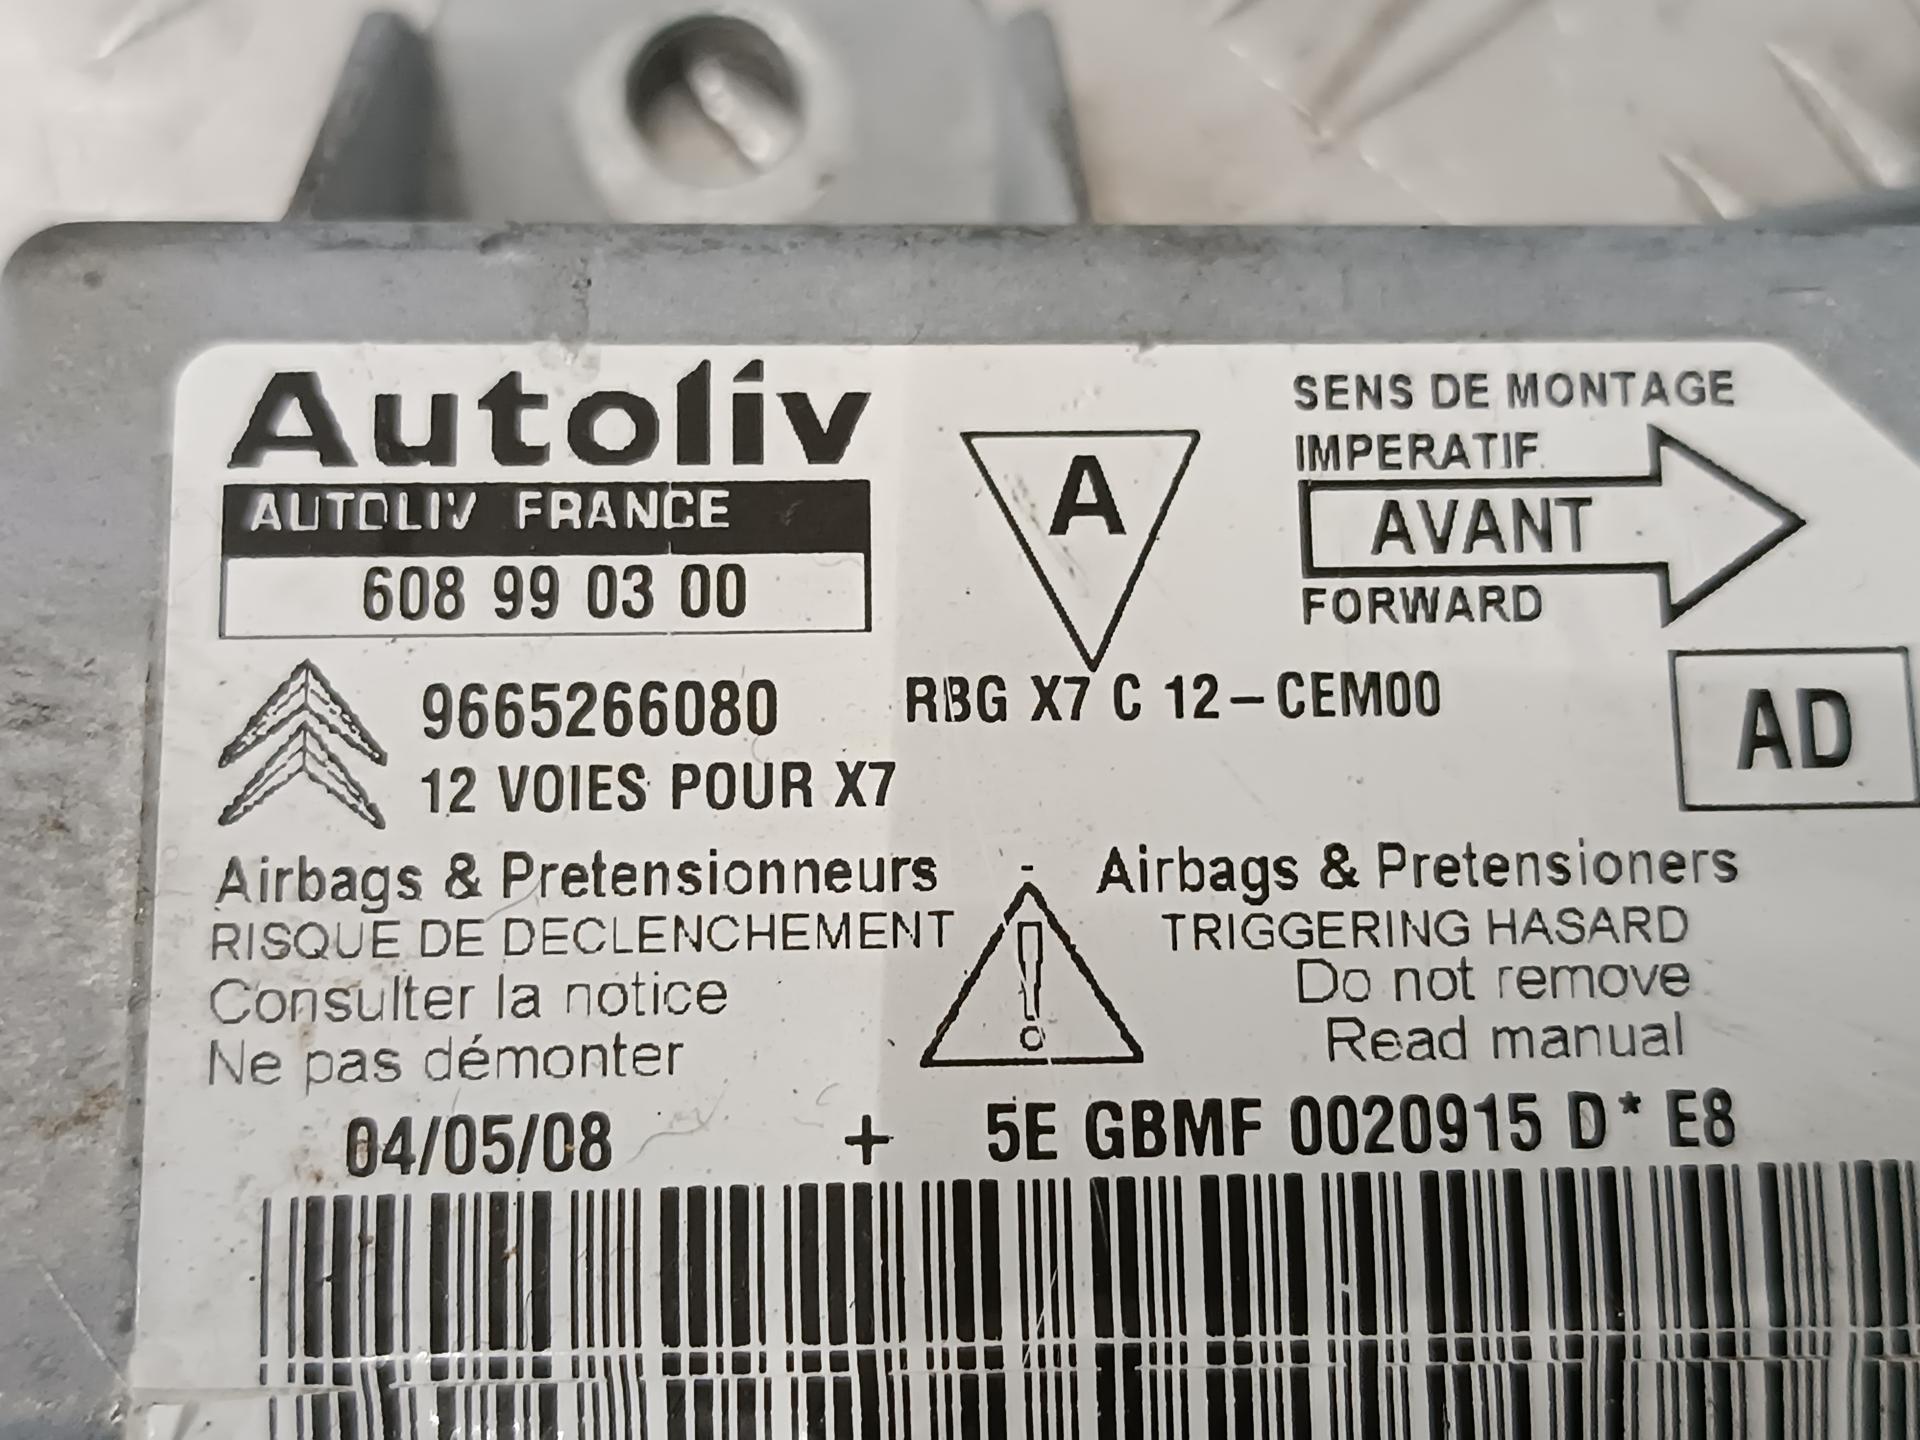 Autoliv
AUTOLIV FRANCE
608 99 03 00
A
SENS DE MONTAGE
IMPERATIF
AVANT
FORWARD
9665266080
RBG X7 C 12-CEM00
AD
12 VOIES POUR X7
Airbags & Pretensionneurs - Airbags & Pretensioners
RISQUE DE DECLENCHEMENT
TRIGGERING HASARD
Consulter la notice
Do not remove
Ne pas démonter
Read manual
04/05/08 + 5E GBMF 0020915 D* E8